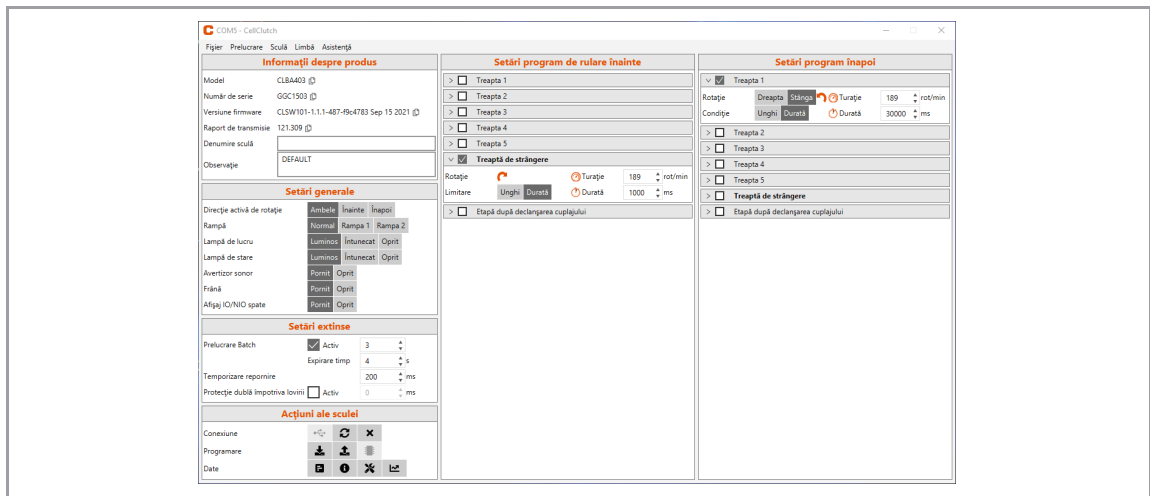 COM5 - CellClutch
Fișier Prelucrare Sculă Limbă Asistență
Informații despre produs
Model CLBA403
Număr de serie GGC1503
Versiune firmware CLSW101-1.1.1-487-f9c4783 Sep 15 2021
Raport de transmisie 121.309
Denumire sculă
Observație DEFAULT
Setări generale
Direcție activă de rotație Ambele Înainte Înapoi
Rampă Normal Rampa 1 Rampa 2
Lampă de lucru Luminos Întunecat Oprit
Lampă de stare Luminos Întunecat Oprit
Avertizor sonor Pornit Oprit
Frână Pornit Oprit
Afișaj IO/NIO spate Pornit Oprit
Setări extinse
Prelucrare Batch Activ 3
Expirare timp 4 s
Temporizare repornire 200 ms
Protecție dublă împotriva lovirii Activ 0 ms
Acțiuni ale sculei
Conexiune
Programare
Date
Setări program de rulare înainte
Treapta 1
Treapta 2
Treapta 3
Treapta 4
Treapta 5
Treaptă de strângere
Rotație Turație 189 rot/min
Limitare Unghi Durată Durată 1000 ms
Etapă după declanșarea cuplajului
Setări program înapoi
Treapta 1
Rotație Dreapta Stânga Turație 189 rot/min
Condiție Unghi Durată Durată 30000 ms
Treapta 2
Treapta 3
Treapta 4
Treapta 5
Treaptă de strângere
Etapă după declanșarea cuplajului